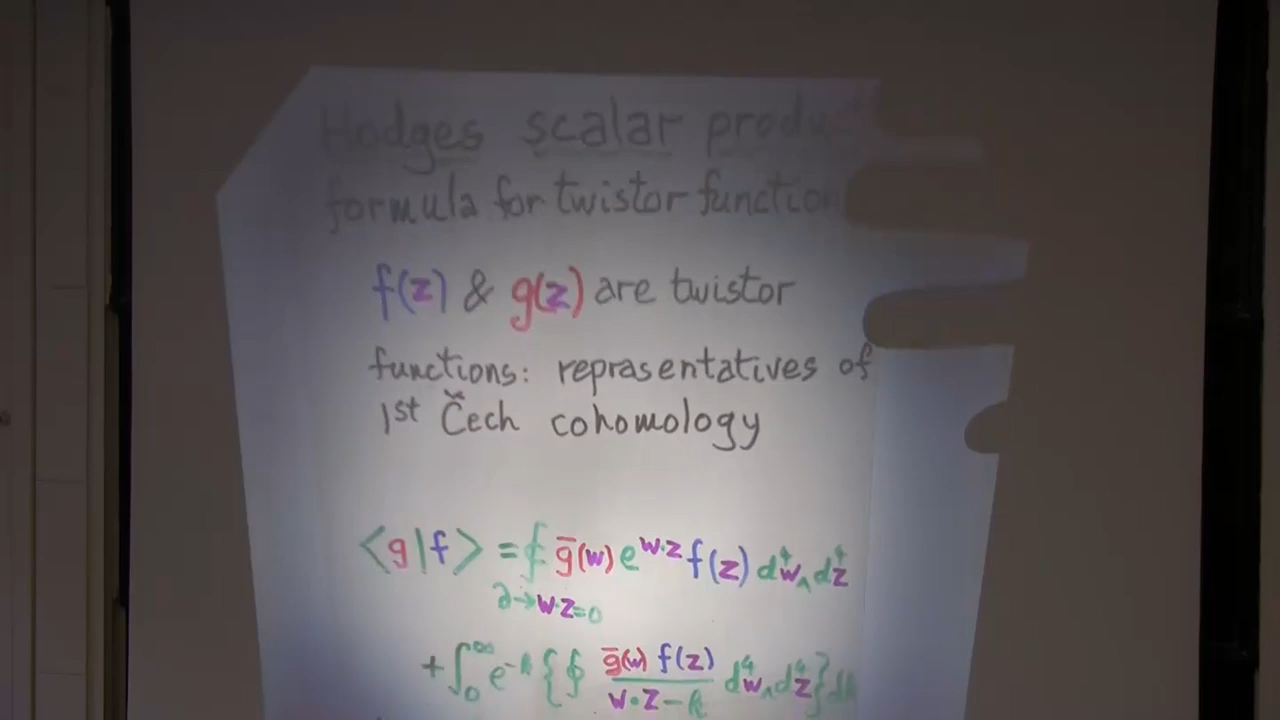 Hodges scalar produ
formula for twistor function
f(z) & g(z) are twistor
functions: reprasentatives of
1st Čech cohomology
<g|f> = ∮ ḡ(w) e^{w·z} f(z) d⁴w∧d⁴z
∂→w·z=0
+ ∫₀^∞ e^{-k} { ∮ ḡ(w) f(z) / (w·z−k) d⁴w∧d⁴z } dk